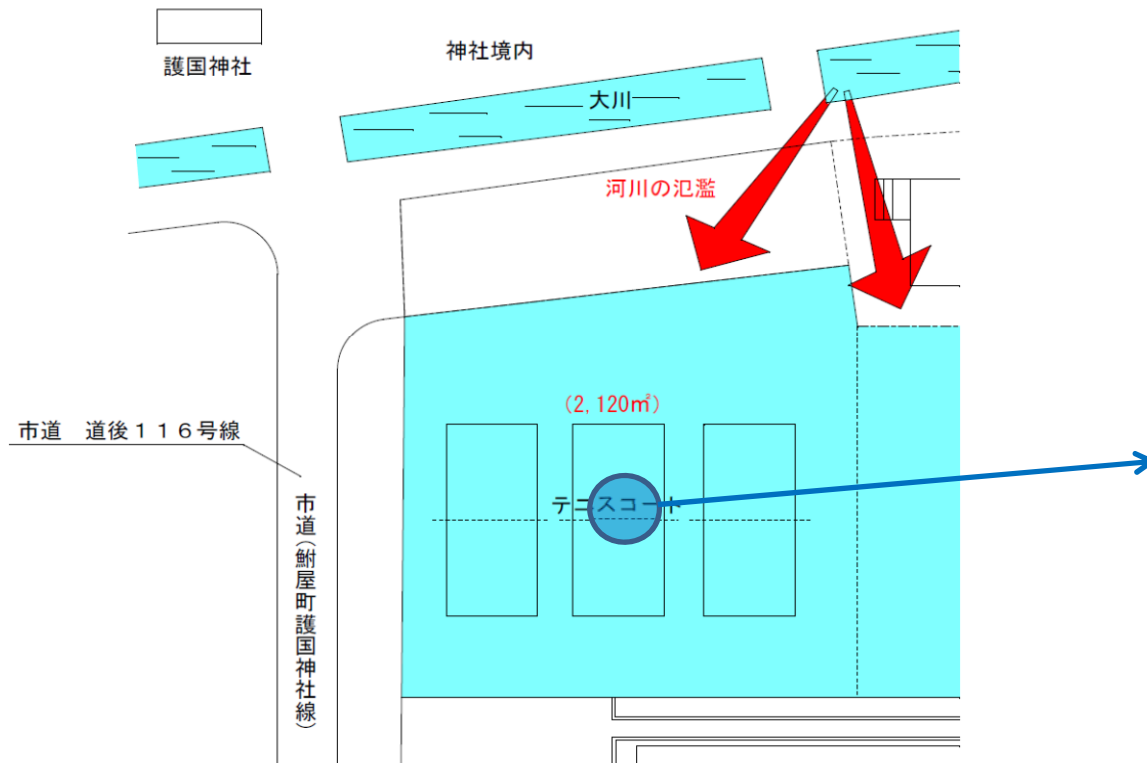 護国神社
神社境内
大川
河川の氾濫
(2,120㎡)
市道　道後１１６号線
テニスコート
市道(鮒屋町護国神社線)